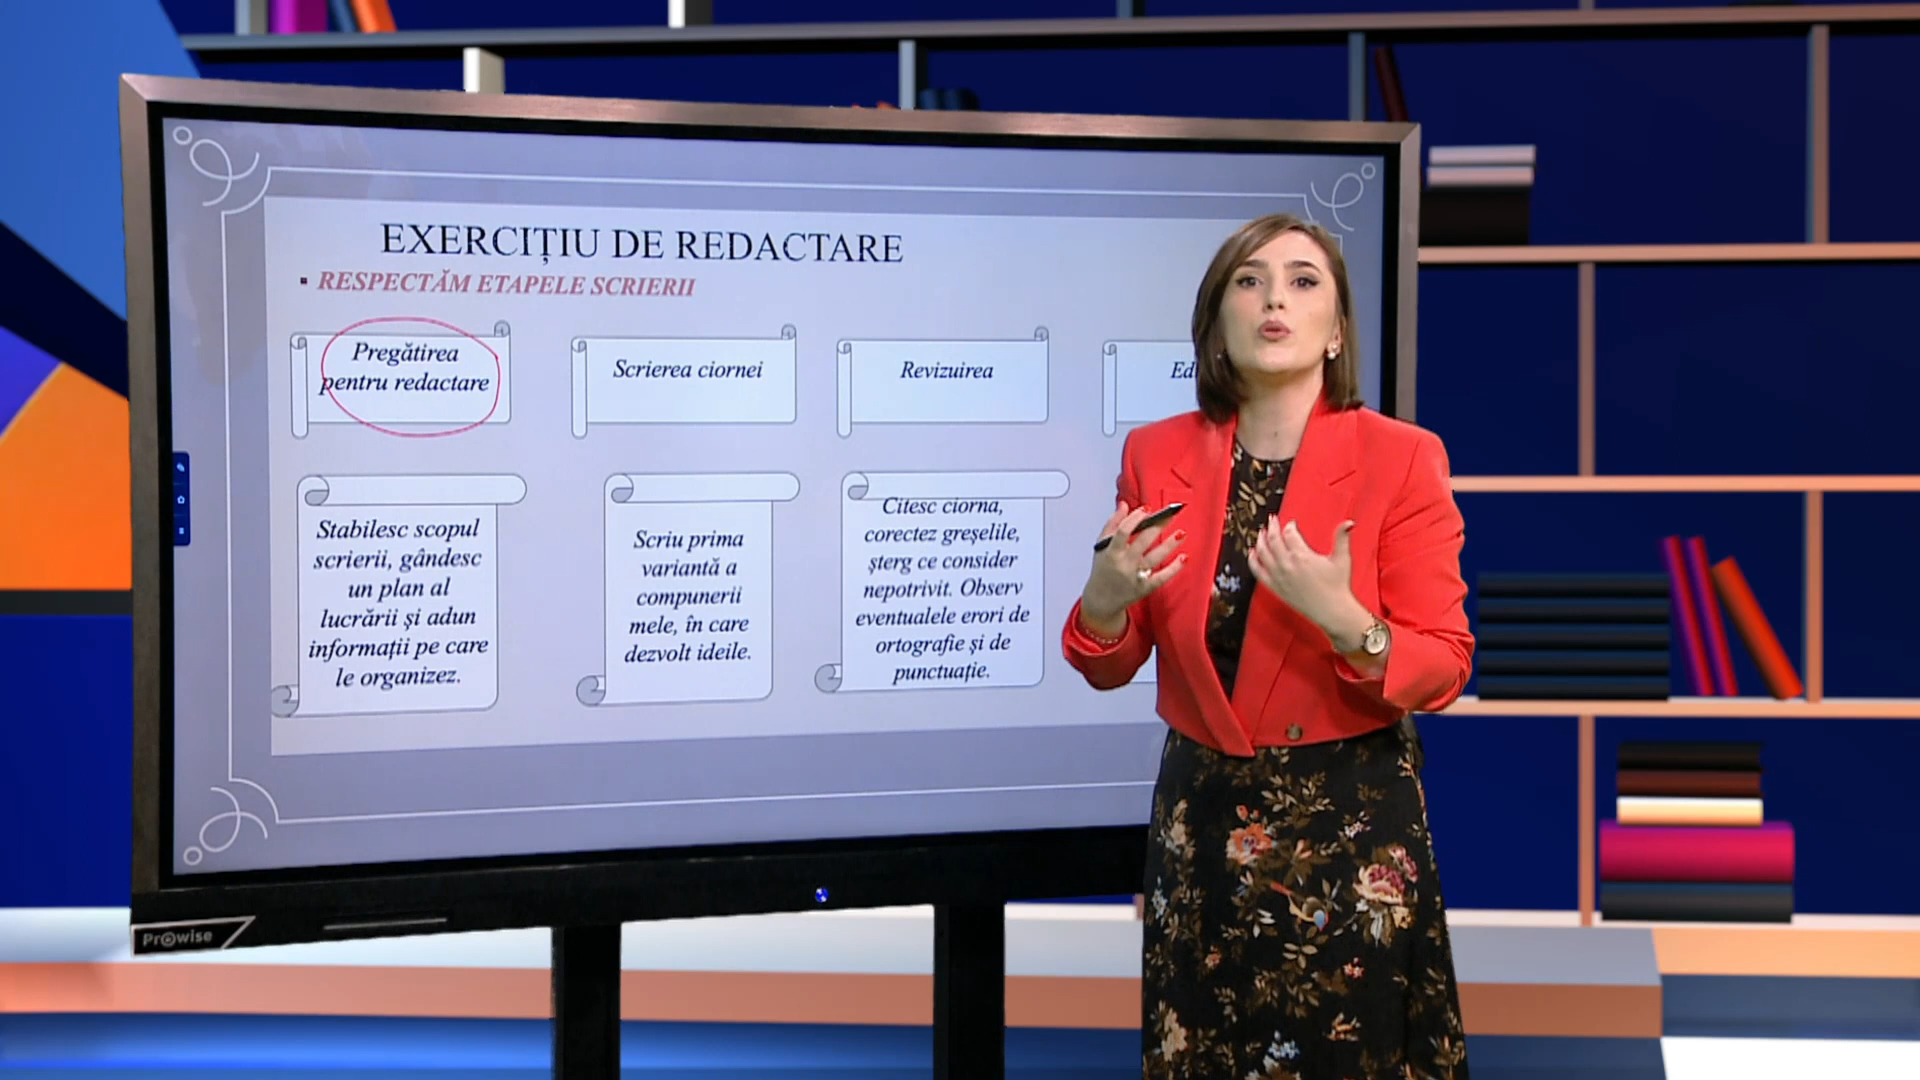 EXERCIȚIU DE REDACTARE
▪ RESPECTĂM ETAPELE SCRIERII
Pregătirea
pentru redactare
Scrierea ciornei
Revizuirea
Stabilesc scopul
scrierii, gândesc
un plan al
lucrării și adun
informații pe care
le organizez.
Scriu prima
variantă a
compunerii
mele, în care
dezvolt ideile.
Citesc ciorna,
corectez greșelile,
șterg ce consider
nepotrivit. Observ
eventualele erori de
ortografie și de
punctuație.
Prowise